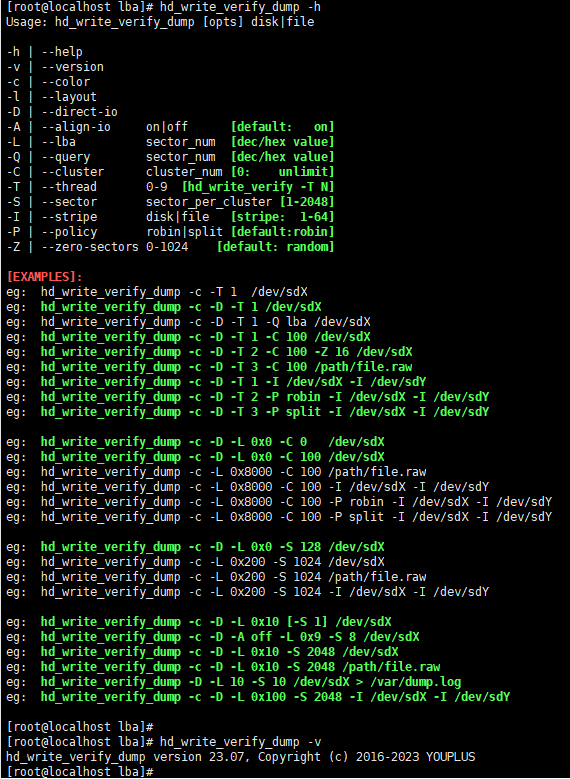 [root@localhost lba]# hd_write_verify_dump -h
Usage: hd_write_verify_dump [opts] disk|file
-h | --help
-v | --version
-c | --color
-l | --layout
-D | --direct-io
-A | --align-io on|off [default: on]
-L | --lba sector_num [dec/hex value]
-Q | --query sector_num [dec/hex value]
-C | --cluster cluster_num [0: unlimit]
-T | --thread 0-9 [hd_write_verify -T N]
-S | --sector sector_per_cluster [1-2048]
-I | --stripe disk|file [stripe: 1-64]
-P | --policy robin|split [default:robin]
-Z | --zero-sectors 0-1024 [default: random]
[EXAMPLES]:
eg: hd_write_verify_dump -c -T 1 /dev/sdX
eg: hd_write_verify_dump -c -D -T 1 /dev/sdX
eg: hd_write_verify_dump -c -D -T 1 -Q lba /dev/sdX
eg: hd_write_verify_dump -c -D -T 1 -C 100 /dev/sdX
eg: hd_write_verify_dump -c -D -T 2 -C 100 -Z 16 /dev/sdX
eg: hd_write_verify_dump -c -D -T 3 -C 100 /path/file.raw
eg: hd_write_verify_dump -c -D -T 1 -I /dev/sdX -I /dev/sdY
eg: hd_write_verify_dump -c -D -T 2 -P robin -I /dev/sdX -I /dev/sdY
eg: hd_write_verify_dump -c -D -T 3 -P split -I /dev/sdX -I /dev/sdY
eg: hd_write_verify_dump -c -D -L 0x0 -C 0 /dev/sdX
eg: hd_write_verify_dump -c -D -L 0x0 -C 100 /dev/sdX
eg: hd_write_verify_dump -c -L 0x8000 -C 100 /path/file.raw
eg: hd_write_verify_dump -c -L 0x8000 -C 100 -I /dev/sdX -I /dev/sdY
eg: hd_write_verify_dump -c -L 0x8000 -C 100 -P robin -I /dev/sdX -I /dev/sdY
eg: hd_write_verify_dump -c -L 0x8000 -C 100 -P split -I /dev/sdX -I /dev/sdY
eg: hd_write_verify_dump -c -D -L 0x0 -S 128 /dev/sdX
eg: hd_write_verify_dump -c -L 0x200 -S 1024 /dev/sdX
eg: hd_write_verify_dump -c -L 0x200 -S 1024 /path/file.raw
eg: hd_write_verify_dump -c -L 0x200 -S 1024 -I /dev/sdX -I /dev/sdY
eg: hd_write_verify_dump -c -D -L 0x10 [-S 1] /dev/sdX
eg: hd_write_verify_dump -c -D -A off -L 0x9 -S 8 /dev/sdX
eg: hd_write_verify_dump -c -D -L 0x10 -S 2048 /dev/sdX
eg: hd_write_verify_dump -c -D -L 0x10 -S 2048 /path/file.raw
eg: hd_write_verify_dump -D -L 10 -S 10 /dev/sdX > /var/dump.log
eg: hd_write_verify_dump -c -D -L 0x100 -S 2048 -I /dev/sdX -I /dev/sdY
[root@localhost lba]#
[root@localhost lba]# hd_write_verify_dump -v
hd_write_verify_dump version 23.07, Copyright (c) 2016-2023 YOUPLUS
[root@localhost lba]#